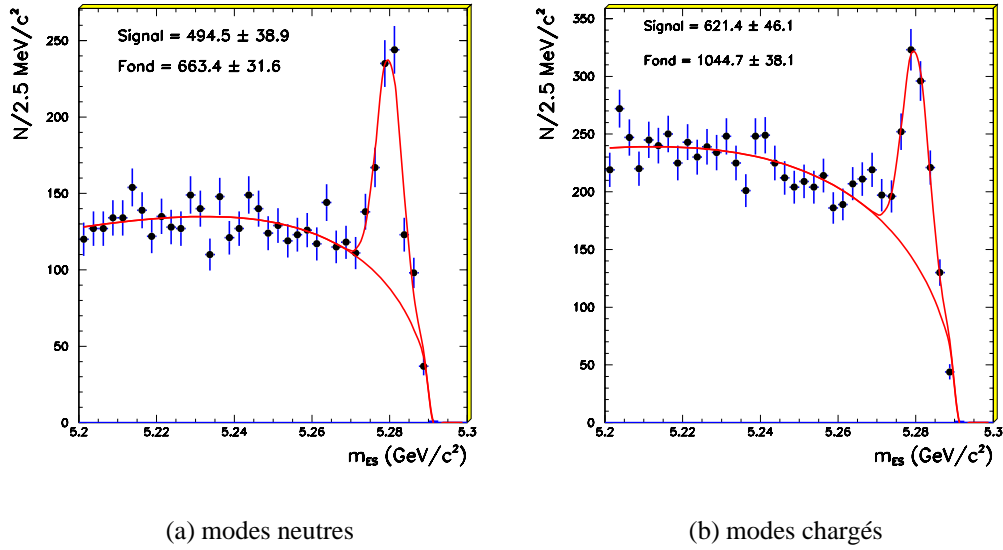 Signal = 494.5 ± 38.9
Fond = 663.4 ± 31.6
N/2.5 MeV/c²
250
200
150
100
50
0
5.2
5.22
5.24
5.26
5.28
5.3
m_ES (GeV/c²)
(a) modes neutres
Signal = 621.4 ± 46.1
Fond = 1044.7 ± 38.1
N/2.5 MeV/c²
350
300
250
200
150
100
50
0
5.2
5.22
5.24
5.26
5.28
5.3
m_ES (GeV/c²)
(b) modes chargés